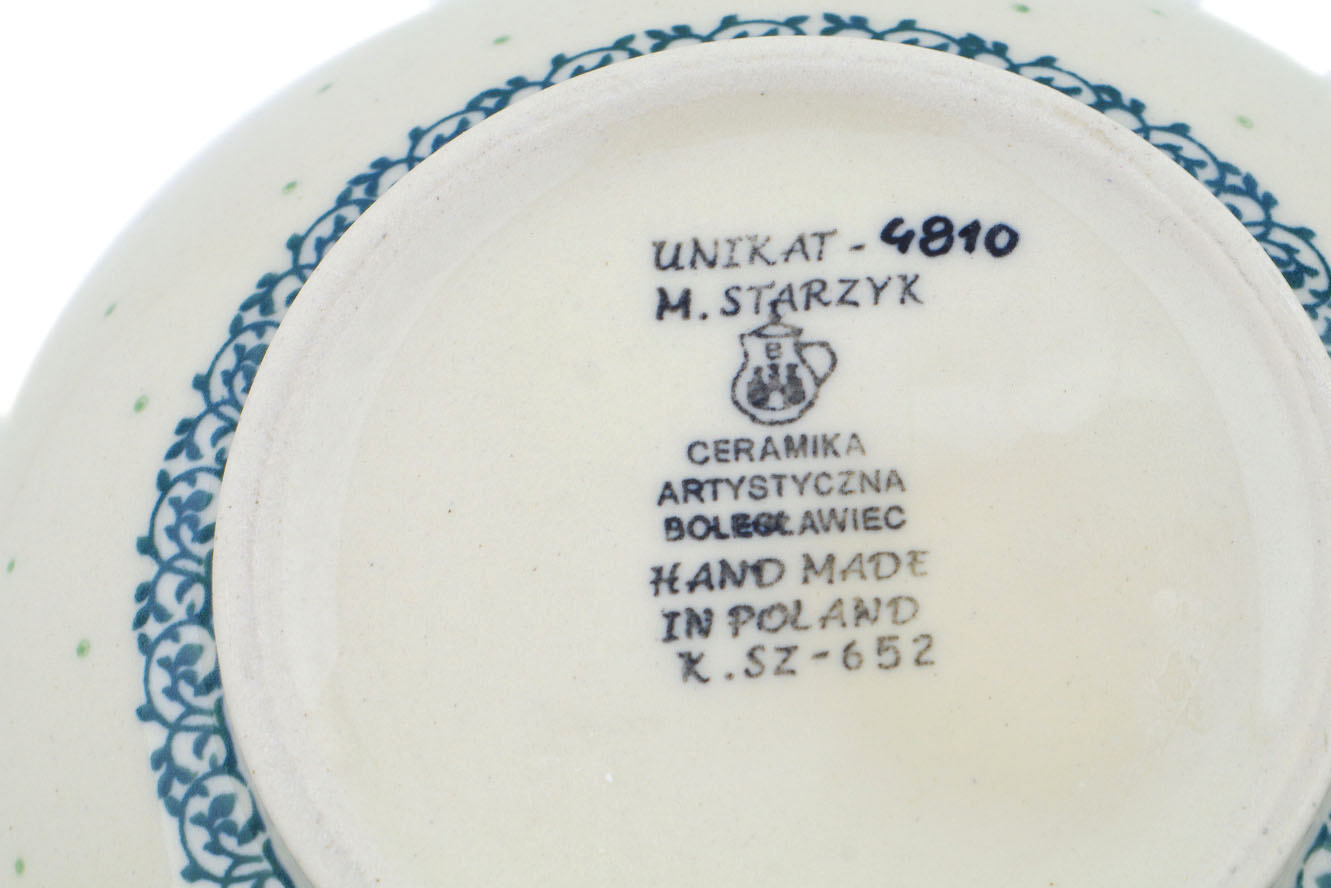 UNIKAT - 4810
M. STARZYK
B
CERAMIKA
ARTYSTYCZNA
BOLESŁAWIEC
HAND MADE
IN POLAND
K.SZ-652